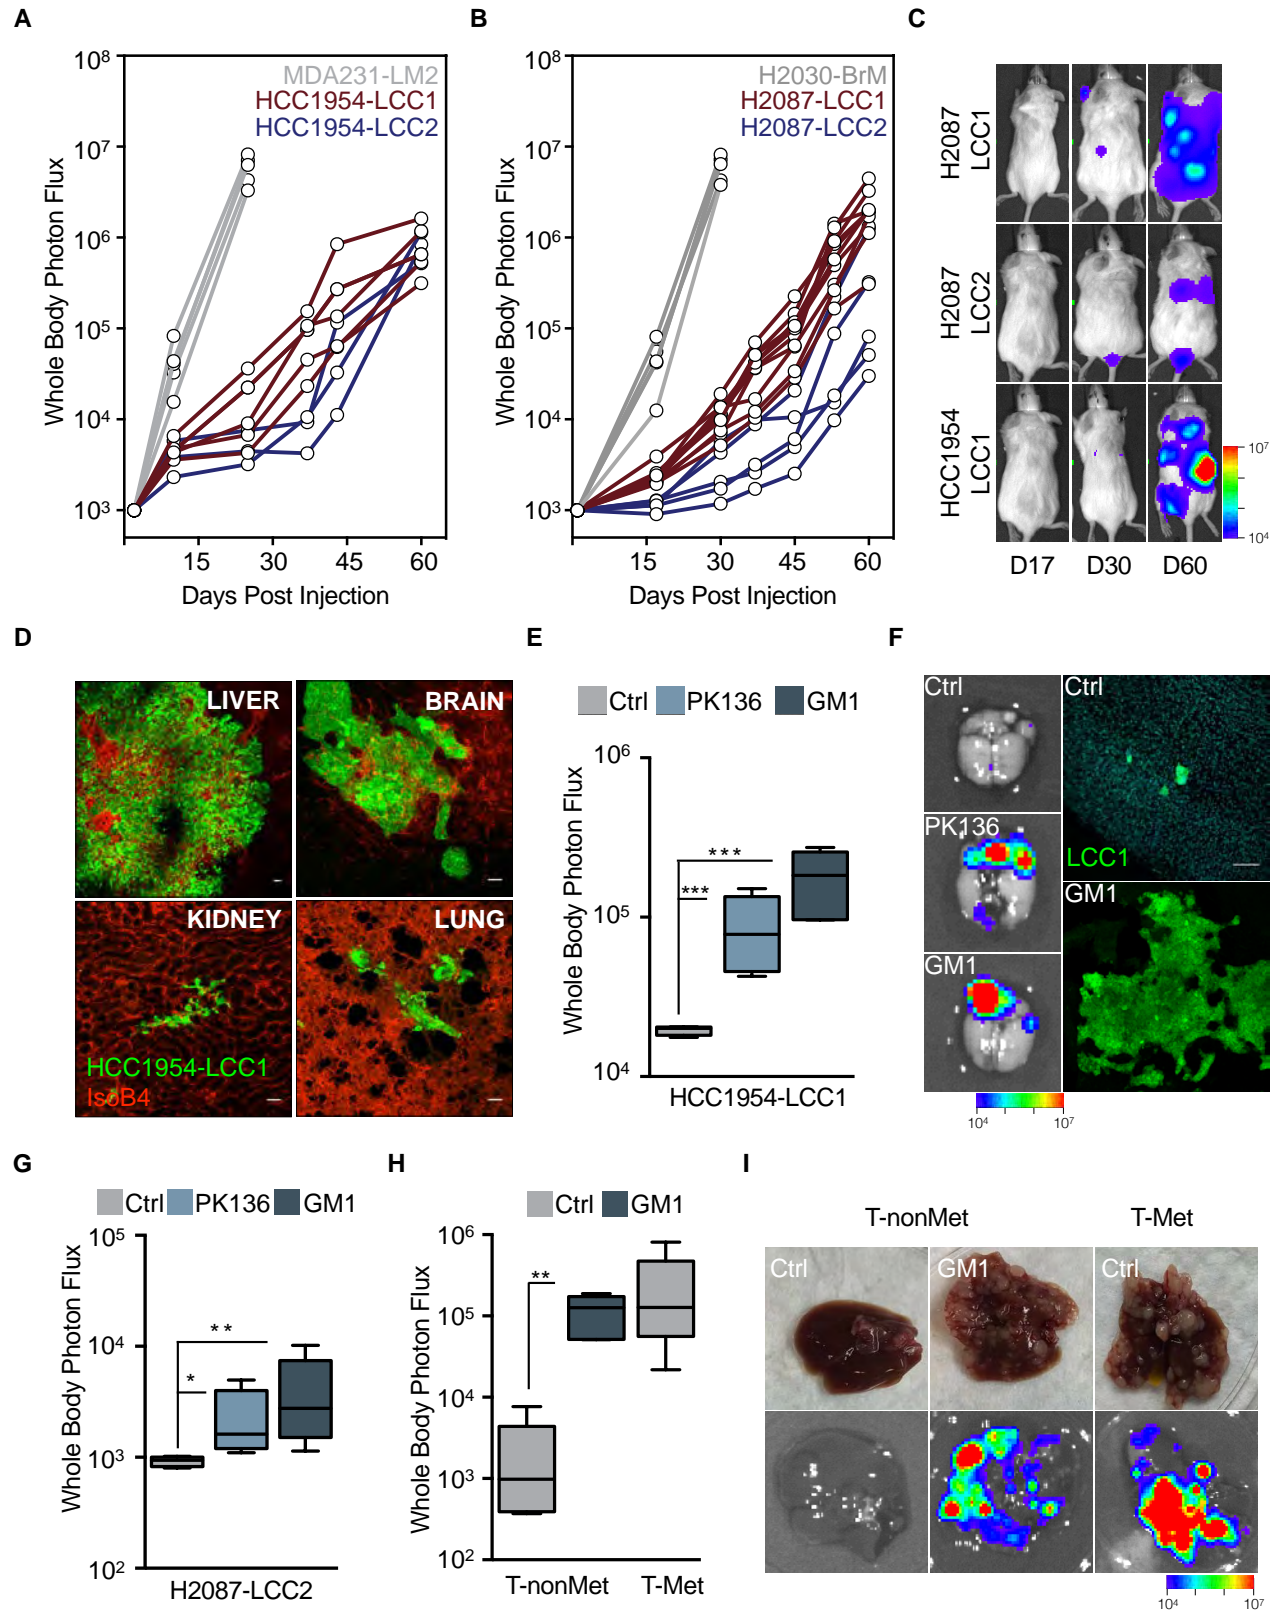 A
10⁸
10⁷
10⁶
10⁵
10⁴
10³
Whole Body Photon Flux
MDA231-LM2
HCC1954-LCC1
HCC1954-LCC2
15 30 45 60
Days Post Injection
B
10⁸
10⁷
10⁶
10⁵
10⁴
10³
Whole Body Photon Flux
H2030-BrM
H2087-LCC1
H2087-LCC2
15 30 45 60
Days Post Injection
C
H2087
LCC1
H2087
LCC2
HCC1954
LCC1
10⁷
10⁴
D17 D30 D60
D
LIVER
BRAIN
KIDNEY
LUNG
HCC1954-LCC1
IsoB4
E
Ctrl PK136 GM1
10⁶
10⁵
10⁴
Whole Body Photon Flux
***
***
HCC1954-LCC1
F
Ctrl
PK136
GM1
10⁴ 10⁷
Ctrl
LCC1
GM1
G
Ctrl PK136 GM1
10⁵
10⁴
10³
10²
Whole Body Photon Flux
**
*
H2087-LCC2
H
Ctrl GM1
10⁶
10⁵
10⁴
10³
10²
Whole Body Photon Flux
**
T-nonMet T-Met
I
T-nonMet T-Met
Ctrl GM1 Ctrl
10⁴ 10⁷